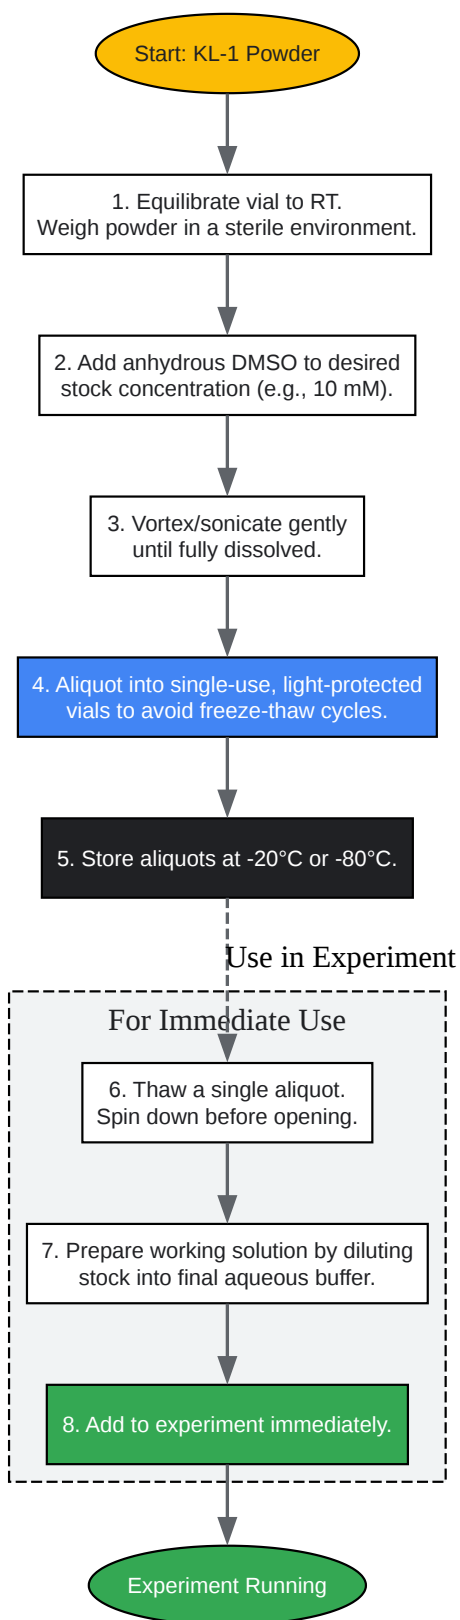 Start: KL-1 Powder
1. Equilibrate vial to RT.
Weigh powder in a sterile environment.
2. Add anhydrous DMSO to desired
stock concentration (e.g., 10 mM).
3. Vortex/sonicate gently
until fully dissolved.
4. Aliquot into single-use, light-protected
vials to avoid freeze-thaw cycles.
5. Store aliquots at -20°C or -80°C.
Use in Experiment
For Immediate Use
6. Thaw a single aliquot.
Spin down before opening.
7. Prepare working solution by diluting
stock into final aqueous buffer.
8. Add to experiment immediately.
Experiment Running